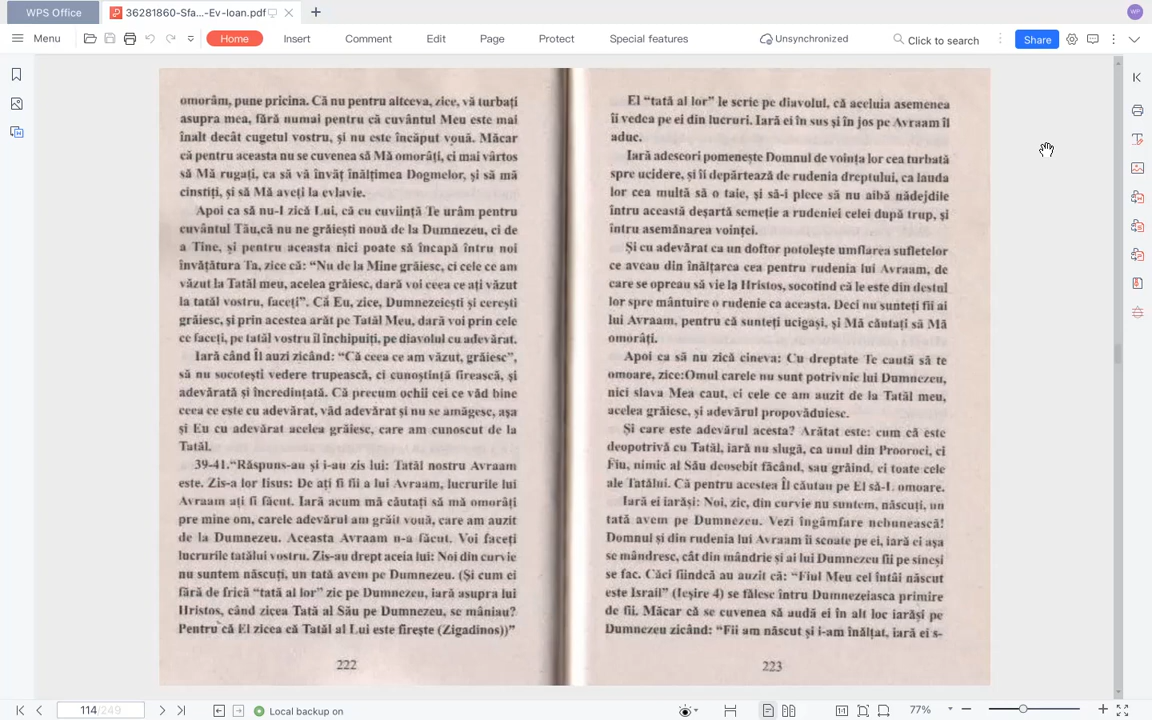 WPS Office
36281860-Sfa...-Ev-Ioan.pdf
WP
Menu
Home
Insert
Comment
Edit
Page
Protect
Special features
Unsynchronized
Click to search
Share
omorâm, pune pricina. Că nu pentru altceva, zice, vă turbați
asupra mea, fără numai pentru că cuvântul Meu este mai
înalt decât cugetul vostru, și nu este încăput vouă. Măcar
că pentru aceasta nu se cuvenea să Mă omorâți, ci mai vârtos
să Mă rugați, ca să vă învăț înălțimea Dogmelor, și să mă
cinstiți, și să Mă aveți la evlavie.
Apoi ca să nu-I zică Lui, că cu cuviință Te urâm pentru
cuvântul Tău,că nu ne grăiești nouă de la Dumnezeu, ci de
a Tine, și pentru aceasta nici poate să încapă întru noi
învățătura Ta, zice că: “Nu de la Mine grăiesc, ci cele ce am
văzut la Tatăl meu, acelea grăiesc, dară voi ceea ce ați văzut
la tatăl vostru, faceți”. Că Eu, zice, Dumnezeiești și cerești
grăiesc, și prin acestea arăt pe Tatăl Meu, dară voi prin cele
ce faceți, pe tatăl vostru îl închipuiți, pe diavolul cu adevărat.
Iară când Îl auzi zicând: “Că ceea ce am văzut, grăiesc”,
să nu socotești vedere trupească, ci cunoștință firească, și
adevărată și încredințată. Că precum ochii cei ce văd bine
ceea ce este cu adevărat, văd adevărat și nu se amăgesc, așa
și Eu cu adevărat acelea grăiesc, care am cunoscut de la
Tatăl.
39-41.“Răspuns-au și i-au zis lui: Tatăl nostru Avraam
este. Zis-a lor Iisus: De ați fi fii a lui Avraam, lucrurile lui
Avraam ați fi făcut. Iară acum mă căutați să mă omorâți
pre mine om, carele adevărul am grăit vouă, care am auzit
de la Dumnezeu. Aceasta Avraam n-a făcut. Voi faceți
lucrurile tatălui vostru. Zis-au drept aceia lui: Noi din curvie
nu suntem născuți, un tată avem pe Dumnezeu. (Și cum ei
fără de frică “tată al lor” zic pe Dumnezeu, iară asupra lui
Hristos, când zicea Tată al Său pe Dumnezeu, se mâniau?
Pentru că El zicea că Tatăl al Lui este firește (Zigadinos))”
222
El “tată al lor” le scrie pe diavolul, că aceluia asemenea
îi vedea pe ei din lucruri. Iară ei în sus și în jos pe Avraam îl
aduc.
Iară adeseori pomenește Domnul de voința lor cea turbată
spre ucidere, și îi depărtează de rudenia dreptului, ca lauda
lor cea multă să o taie, și să-i plece să nu aibă nădejdile
întru această deșartă semeție a rudeniei celei după trup, și
întru asemănarea voinței.
Și cu adevărat ca un doftor potolește umflarea sufletelor
ce aveau din înălțarea cea pentru rudenia lui Avraam, de
care se opreau să vie la Hristos, socotind că le este din destul
lor spre mântuire o rudenie ca aceasta. Deci nu sunteți fii ai
lui Avraam, pentru că sunteți ucigași, și Mă căutați să Mă
omorâți.
Apoi ca să nu zică cineva: Cu dreptate Te caută să te
omoare, zice:Omul carele nu sunt potrivnic lui Dumnezeu,
nici slava Mea caut, ci cele ce am auzit de la Tatăl meu,
acelea grăiesc, și adevărul propovăduiesc.
Și care este adevărul acesta? Arătat este: cum că este
deopotrivă cu Tatăl, iară nu slugă, ca unul din Prooroci, ci
Fiu, nimic al Său deosebit făcând, sau grăind, ci toate cele
ale Tatălui. Că pentru acestea Îl căutau pe El să-L omoare.
Iară ei iarăși: Noi, zic, din curvie nu suntem, născuți, un
tată avem pe Dumnezeu. Vezi îngâmfare nebunească!
Domnul și din rudenia lui Avraam îi scoate pe ei, iară ei așa
se mândresc, cât din mândrie și ai lui Dumnezeu fii pe sineși
se fac. Căci fiindcă au auzit că: “Fiul Meu cel întâi născut
este Israil” (Ieșire 4) se fălesc întru Dumnezeiasca primire
de fii. Măcar că se cuvenea să audă ei în alt loc iarăși pe
Dumnezeu zicând: “Fii am născut și i-am înălțat, iară ei s-
223
114/249
Local backup on
77%